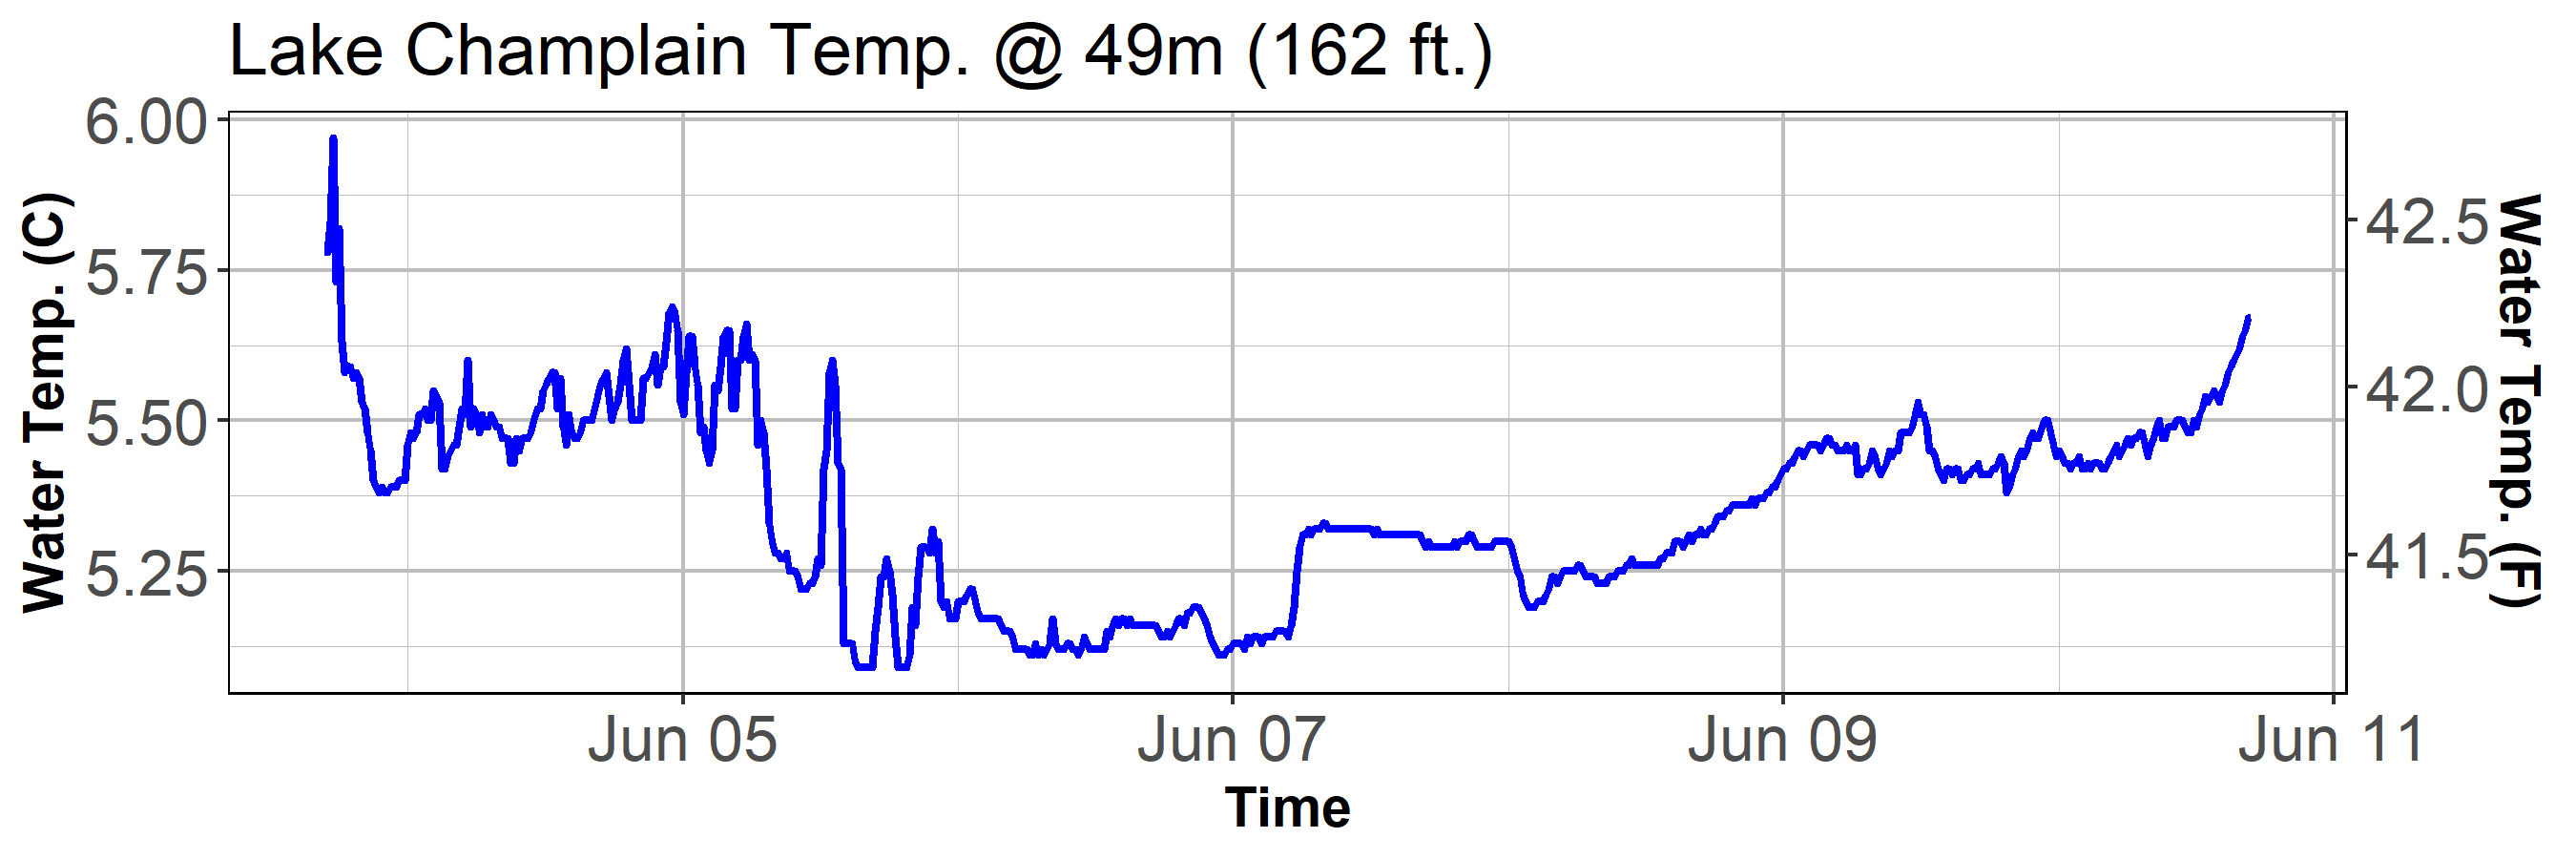 Lake Champlain Temp. @ 49m (162 ft.)
Water Temp. (C)
6.00
5.75
5.50
5.25
42.5
42.0
41.5
Water Temp. (F)
Jun 05
Jun 07
Jun 09
Jun 11
Time